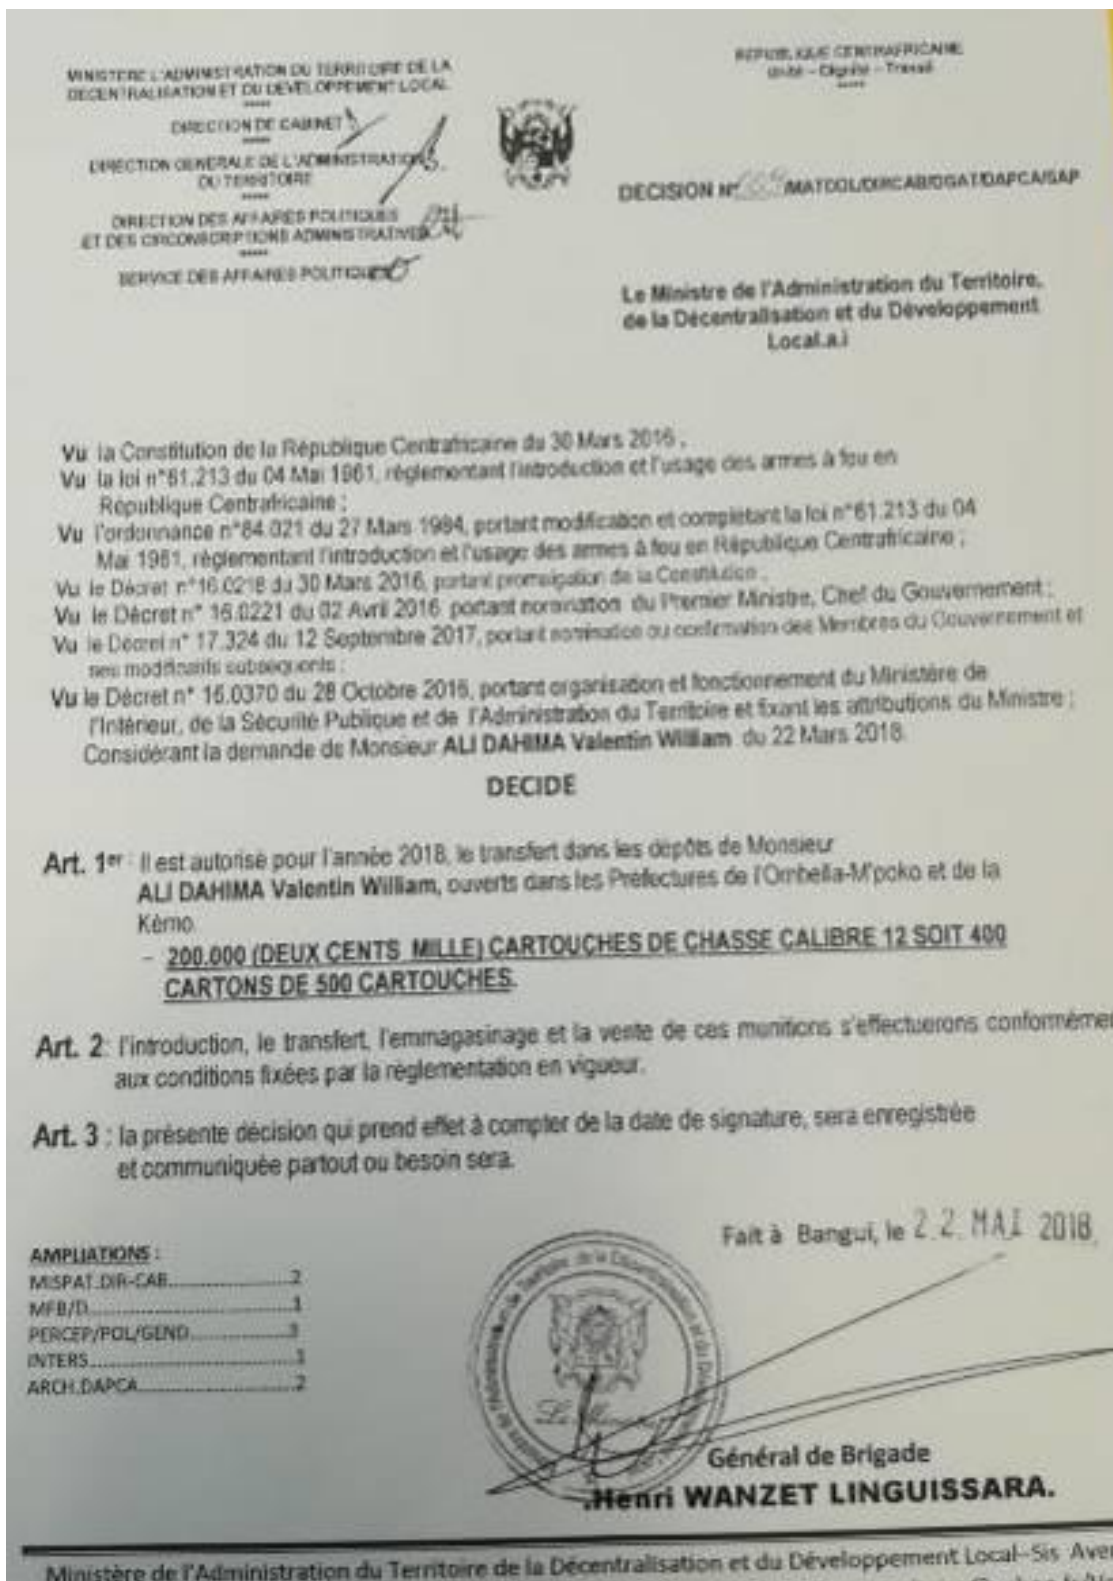 MINISTERE L'ADMINISTRATION DU TERRITOIRE DE LA
DECENTRALISATION ET DU DEVELOPPEMENT LOCAL
*****
DIRECTION DE CABINET
*****
DIRECTION GENERALE DE L'ADMINISTRATION
DU TERRITOIRE
*****
DIRECTION DES AFFAIRES POLITIQUES
ET DES CIRCONSCRIPTIONS ADMINISTRATIVES
*****
SERVICE DES AFFAIRES POLITIQUES
REPUBLIQUE CENTRAFRICAINE
Unité – Dignité – Travail
*****
DECISION N° /MATDDL/DIRCAB/DGAT/DAPCA/SAP
Le Ministre de l'Administration du Territoire,
de la Décentralisation et du Développement
Local.a.i
Vu la Constitution de la République Centrafricaine du 30 Mars 2016 ;
Vu la loi n°61.213 du 04 Mai 1961, réglementant l'introduction et l'usage des armes à feu en
République Centrafricaine ;
Vu l'ordonnance n°84.021 du 27 Mars 1984, portant modification et complétant la loi n°61.213 du 04
Mai 1961, règlementant l'introduction et l'usage des armes à feu en République Centrafricaine ;
Vu le Décret n°16.0218 du 30 Mars 2016, portant promulgation de la Constitution ;
Vu le Décret n° 16.0221 du 02 Avril 2016 portant nomination du Premier Ministre, Chef du Gouvernement ;
Vu le Décret n° 17.324 du 12 Septembre 2017, portant nomination ou confirmation des Membres du Gouvernement et
ses modificatifs subséquents ;
Vu le Décret n° 16.0370 du 28 Octobre 2016, portant organisation et fonctionnement du Ministère de
l'Intérieur, de la Sécurité Publique et de l'Administration du Territoire et fixant les attributions du Ministre ;
Considérant la demande de Monsieur ALI DAHIMA Valentin William du 22 Mars 2018.
DECIDE
Art. 1er : Il est autorisé pour l'année 2018, le transfert dans les dépôts de Monsieur
ALI DAHIMA Valentin William, ouverts dans les Préfectures de l'Ombella-M'poko et de la
Kémo.
– 200.000 (DEUX CENTS MILLE) CARTOUCHES DE CHASSE CALIBRE 12 SOIT 400
CARTONS DE 500 CARTOUCHES.
Art. 2: l'introduction, le transfert, l'emmagasinage et la vente de ces munitions s'effectuerons conformémen
aux conditions fixées par la règlementation en vigueur.
Art. 3 : la présente décision qui prend effet à compter de la date de signature, sera enregistrée
et communiquée partout ou besoin sera.
Fait à Bangui, le 22 MAI 2018
AMPLIATIONS :
MISPAT.DIR-CAB..........................2
MFB/D..........................................1
PERCEP/POL/GEND....................3
INTERS
ARCH.DAPCA..............................2
Le Ministre
Général de Brigade
.Henri WANZET LINGUISSARA.
Ministère de l'Administration du Territoire de la Décentralisation et du Développement Local–Sis Aven